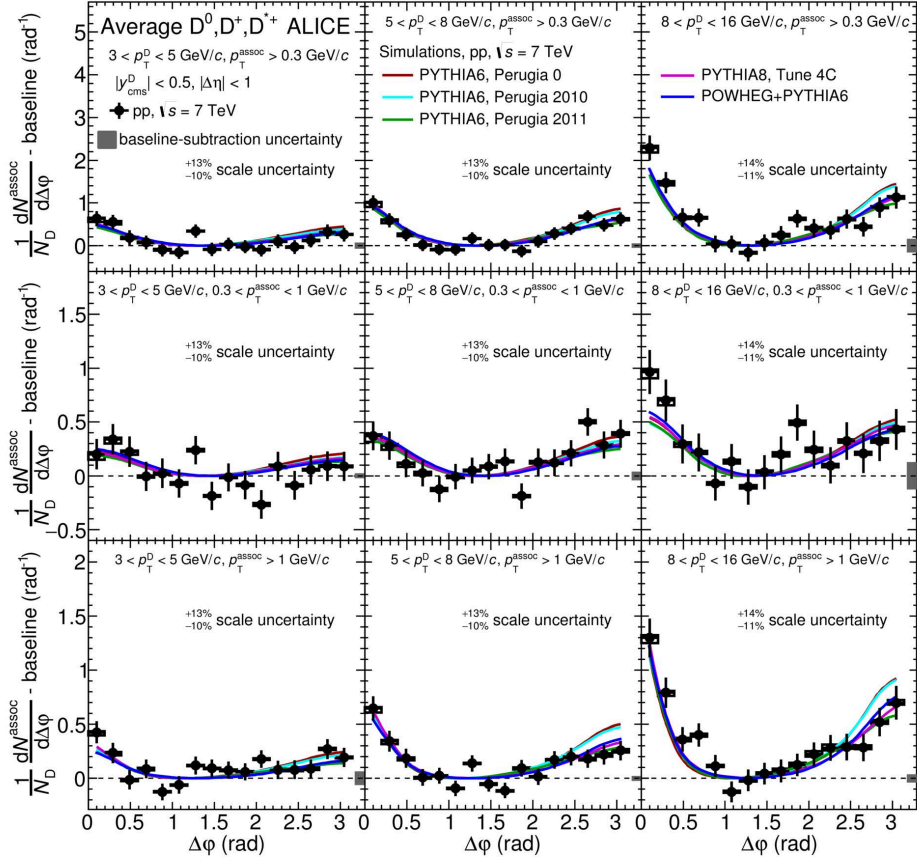 Average D⁰,D⁺,D*⁺ ALICE
3 < p_T^D < 5 GeV/c, p_T^assoc > 0.3 GeV/c
|y_cms^D| < 0.5, |Δη| < 1
pp, √s = 7 TeV
baseline-subtraction uncertainty
+13%
−10% scale uncertainty
5 < p_T^D < 8 GeV/c, p_T^assoc > 0.3 GeV/c
Simulations, pp, √s = 7 TeV
PYTHIA6, Perugia 0
PYTHIA6, Perugia 2010
PYTHIA6, Perugia 2011
+13%
−10% scale uncertainty
8 < p_T^D < 16 GeV/c, p_T^assoc > 0.3 GeV/c
PYTHIA8, Tune 4C
POWHEG+PYTHIA6
+14%
−11% scale uncertainty
1/N_D dN^assoc/dΔφ - baseline (rad⁻¹)
5
4
3
2
1
0
3 < p_T^D < 5 GeV/c, 0.3 < p_T^assoc < 1 GeV/c
+13%
−10% scale uncertainty
5 < p_T^D < 8 GeV/c, 0.3 < p_T^assoc < 1 GeV/c
+13%
−10% scale uncertainty
8 < p_T^D < 16 GeV/c, 0.3 < p_T^assoc < 1 GeV/c
+14%
−11% scale uncertainty
1/N_D dN^assoc/dΔφ - baseline (rad⁻¹)
1.5
1
0.5
0
−0.5
3 < p_T^D < 5 GeV/c, p_T^assoc > 1 GeV/c
+13%
−10% scale uncertainty
5 < p_T^D < 8 GeV/c, p_T^assoc > 1 GeV/c
+13%
−10% scale uncertainty
8 < p_T^D < 16 GeV/c, p_T^assoc > 1 GeV/c
+14%
−11% scale uncertainty
1/N_D dN^assoc/dΔφ - baseline (rad⁻¹)
2
1.5
1
0.5
0
0 0.5 1 1.5 2 2.5 3
0 0.5 1 1.5 2 2.5 3
0 0.5 1 1.5 2 2.5 3
Δφ (rad)
Δφ (rad)
Δφ (rad)